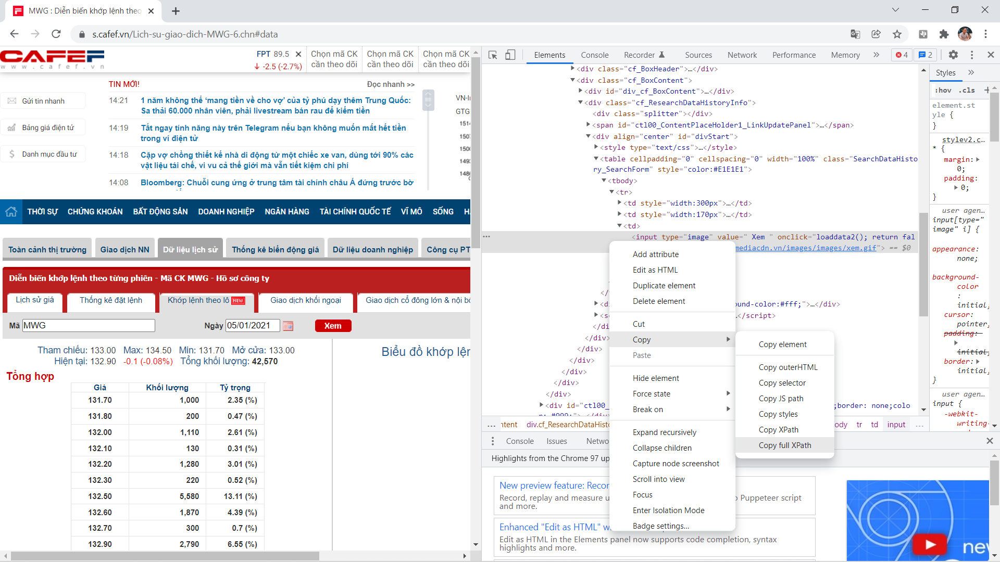 MWG : Diễn biến khớp lệnh theo
s.cafef.vn/Lich-su-giao-dich-MWG-6.chn#data
CAFEF
www.cafef.vn
FPT 89.5
-2.5 (-2.7%)
Chọn mã CK
cần theo dõi
Chọn mã CK
cần theo dõi
Chọn mã CK
cần theo dõi
TIN MỚI!
Đọc nhanh >>
Gửi tin nhanh
Bảng giá điện tử
Danh mục đầu tư
14:21
1 năm không thể ‘mang tiền về cho vợ’ của tỷ phú dạy thêm Trung Quốc:
Sa thải 60.000 nhân viên, phải livestream bán rau để kiếm tiền
14:19
Tắt ngay tính năng này trên Telegram nếu bạn không muốn mất hết tiền
trong ví điện tử
14:18
Cặp vợ chồng thiết kế nhà di động từ một chiếc xe van, dùng tới 90% các
vật liệu tái chế, vi vu cả thế giới mà vẫn tiết kiệm chi phí
14:08
Bloomberg: Chuỗi cung ứng ở trung tâm tài chính châu Á đứng trước bờ
VN-I
GTG
THỜI SỰ CHỨNG KHOÁN BẤT ĐỘNG SẢN DOANH NGHIỆP NGÂN HÀNG TÀI CHÍNH QUỐC TẾ VĨ MÔ SỐNG
Toàn cảnh thị trường
Giao dịch NN
Dữ liệu lịch sử
Thống kê biến động giá
Dữ liệu doanh nghiệp
Công cụ PT
Diễn biến khớp lệnh theo từng phiên - Mã CK MWG - Hồ sơ công ty
Lịch sử giá
Thống kê đặt lệnh
Khớp lệnh theo lô NEW
Giao dịch khối ngoại
Giao dịch cổ đông lớn & nội
Mã MWG
Ngày 05/01/2021
Xem
Tham chiếu: 133.00 Max: 134.50 Min: 131.70 Mở cửa: 133.00
Hiện tại: 132.90 -0.1 (-0.08%) Tổng khối lượng: 42,570
Biểu đồ khớp
Tổng hợp
Giá Khối lượng Tỷ trọng
131.70 1,000 2.35 (%)
131.80 200 0.47 (%)
132.00 1,110 2.61 (%)
132.10 130 0.31 (%)
132.20 1,280 3.01 (%)
132.30 220 0.52 (%)
132.50 5,580 13.11 (%)
132.60 1,870 4.39 (%)
132.70 300 0.7 (%)
132.90 2,790 6.55 (%)
Elements Console Recorder Sources Network Performance Memory » 4 2
<div class="cf_BoxHeader">…</div>
<div class="cf_BoxContent">
<div id="div_cf_BoxContent">…</div>
<div class="cf_ResearchDataHistoryInfo">
<div class="splitter"></div>
<span id="ctl00_ContentPlaceHolder1_LinkUpdatePanel">…</span>
<div align="center" id="divStart">
<style type="text/css">…</style>
<table cellpadding="0" cellspacing="0" width="100%" class="SearchDataHisto
ry_SearchForm" style="color:#E1E1E1">
<tbody>
<tr>
<td style="width:300px">…</td>
<td style="width:170px">…</td>
<td>
<input type="image" value=" Xem " onclick="loaddata2(); return fal
mediacdn.vn/images/images/xem.gif"> == $0
</
<d
ound-color:#fff;">…</div>
<s
…</script>
</di
</div>
</div>
</div>
</div>
</div>
</div>
<div id="ctl00_
;border: none;colo
... ntent div.cf_ResearchDataHisto
ody tr td input ...
Add attribute
Edit as HTML
Duplicate element
Delete element
Cut
Copy
Paste
Hide element
Force state
Break on
Expand recursively
Collapse children
Capture node screenshot
Scroll into view
Focus
Enter Isolation Mode
Badge settings...
Copy element
Copy outerHTML
Copy selector
Copy JS path
Copy styles
Copy XPath
Copy full XPath
Styles »
:hov .cls +
element.st
yle {
}
stylev2.c…
* {
margin:
0;
padding:
0;
}
user agen…
input[type="
image" i] {
appearance:
none;
background-
color
:
initial;
cursor:
pointer;
padding:
initial;
border:
initial;
}
user agen…
input {
-webkit-
writing-
Console Issues Netwo
Highlights from the Chrome 97 up
New preview feature: Recor
Record, replay and measure u
o Puppeteer script
and more.
Enhanced "Edit as HTML" w
Edit as HTML in the Elements panel now supports code completion, syntax
highlights and more.
new